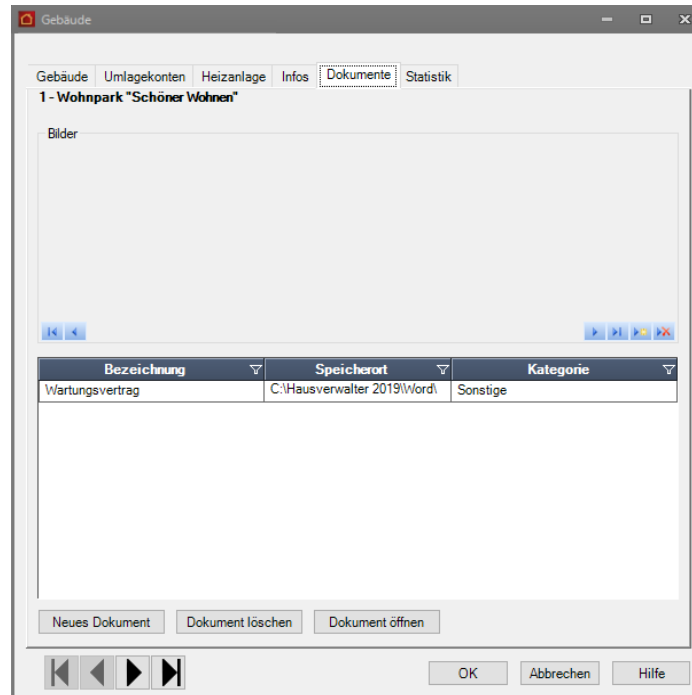 Gebäude
Gebäude Umlagekonten Heizanlage Infos Dokumente Statistik
1 - Wohnpark "Schöner Wohnen"
Bilder
Bezeichnung Speicherort Kategorie
Wartungsvertrag C:\Hausverwalter 2019\Word\ Sonstige
Neues Dokument Dokument löschen Dokument öffnen
OK Abbrechen Hilfe